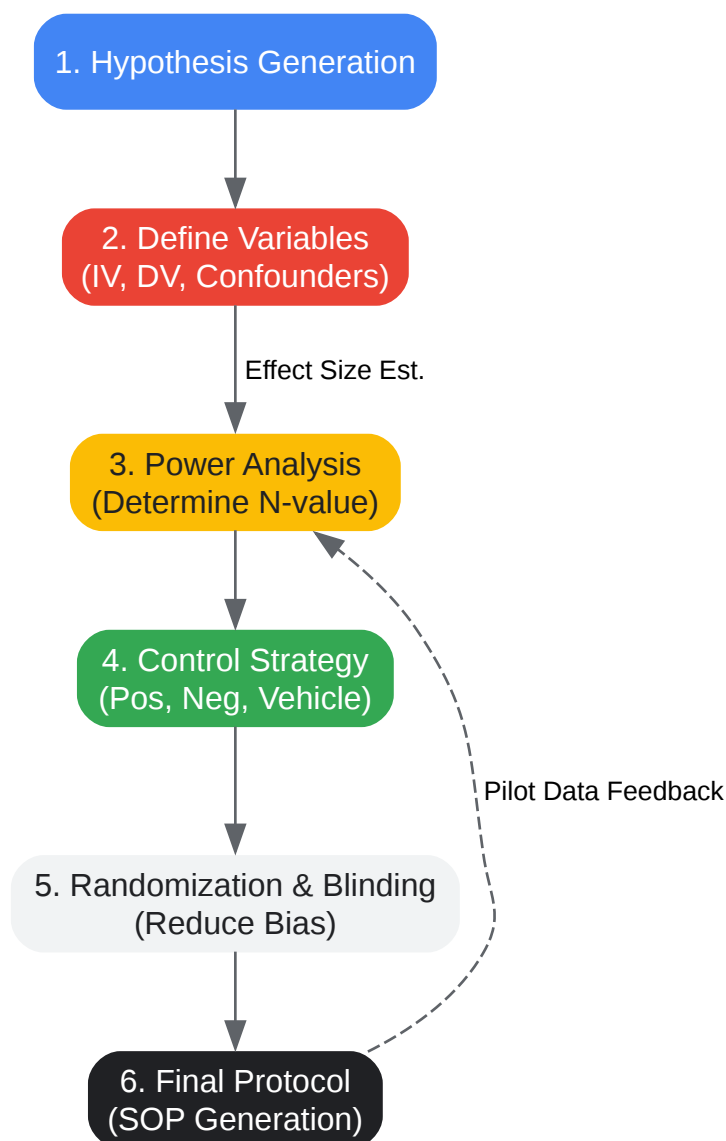 1. Hypothesis Generation
2. Define Variables
(IV, DV, Confounders)
Effect Size Est.
3. Power Analysis
(Determine N-value)
4. Control Strategy
(Pos, Neg, Vehicle)
Pilot Data Feedback
5. Randomization & Blinding
(Reduce Bias)
6. Final Protocol
(SOP Generation)